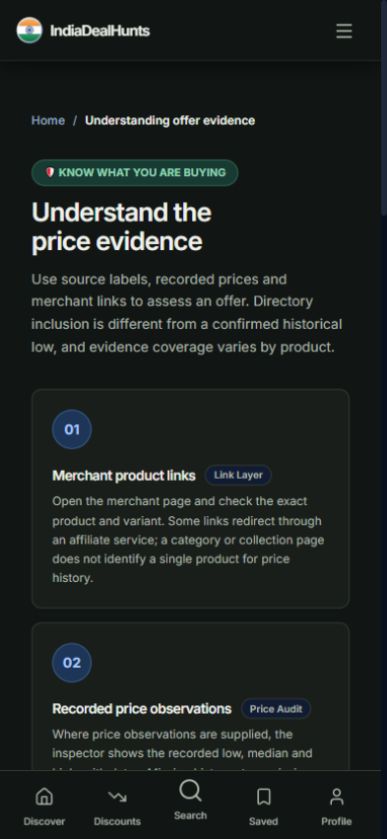 IndiaDealHunts
Home / Understanding offer evidence
KNOW WHAT YOU ARE BUYING
Understand the
price evidence
Use source labels, recorded prices and
merchant links to assess an offer. Directory
inclusion is different from a confirmed historical
low, and evidence coverage varies by product.
01
Merchant product links Link Layer
Open the merchant page and check the exact
product and variant. Some links redirect through
an affiliate service; a category or collection page
does not identify a single product for price
history.
02
Recorded price observations Price Audit
Where price observations are supplied, the
inspector shows the recorded low, median and
Discover Discounts Search Saved Profile